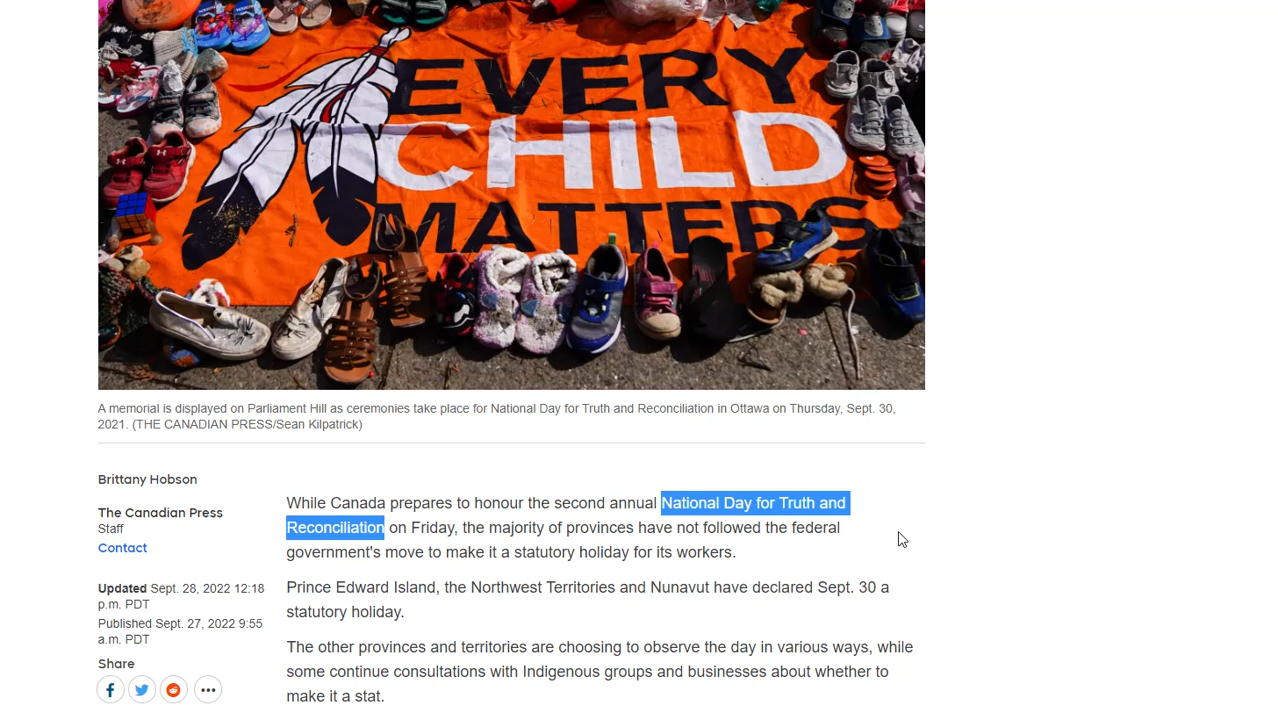 EVERY
CHILD
MATTERS
A memorial is displayed on Parliament Hill as ceremonies take place for National Day for Truth and Reconciliation in Ottawa on Thursday, Sept. 30,
2021. (THE CANADIAN PRESS/Sean Kilpatrick)
Brittany Hobson
The Canadian Press
Staff
Contact
Updated Sept. 28, 2022 12:18
p.m. PDT
Published Sept. 27, 2022 9:55
a.m. PDT
Share
While Canada prepares to honour the second annual National Day for Truth and
Reconciliation on Friday, the majority of provinces have not followed the federal
government's move to make it a statutory holiday for its workers.
Prince Edward Island, the Northwest Territories and Nunavut have declared Sept. 30 a
statutory holiday.
The other provinces and territories are choosing to observe the day in various ways, while
some continue consultations with Indigenous groups and businesses about whether to
make it a stat.